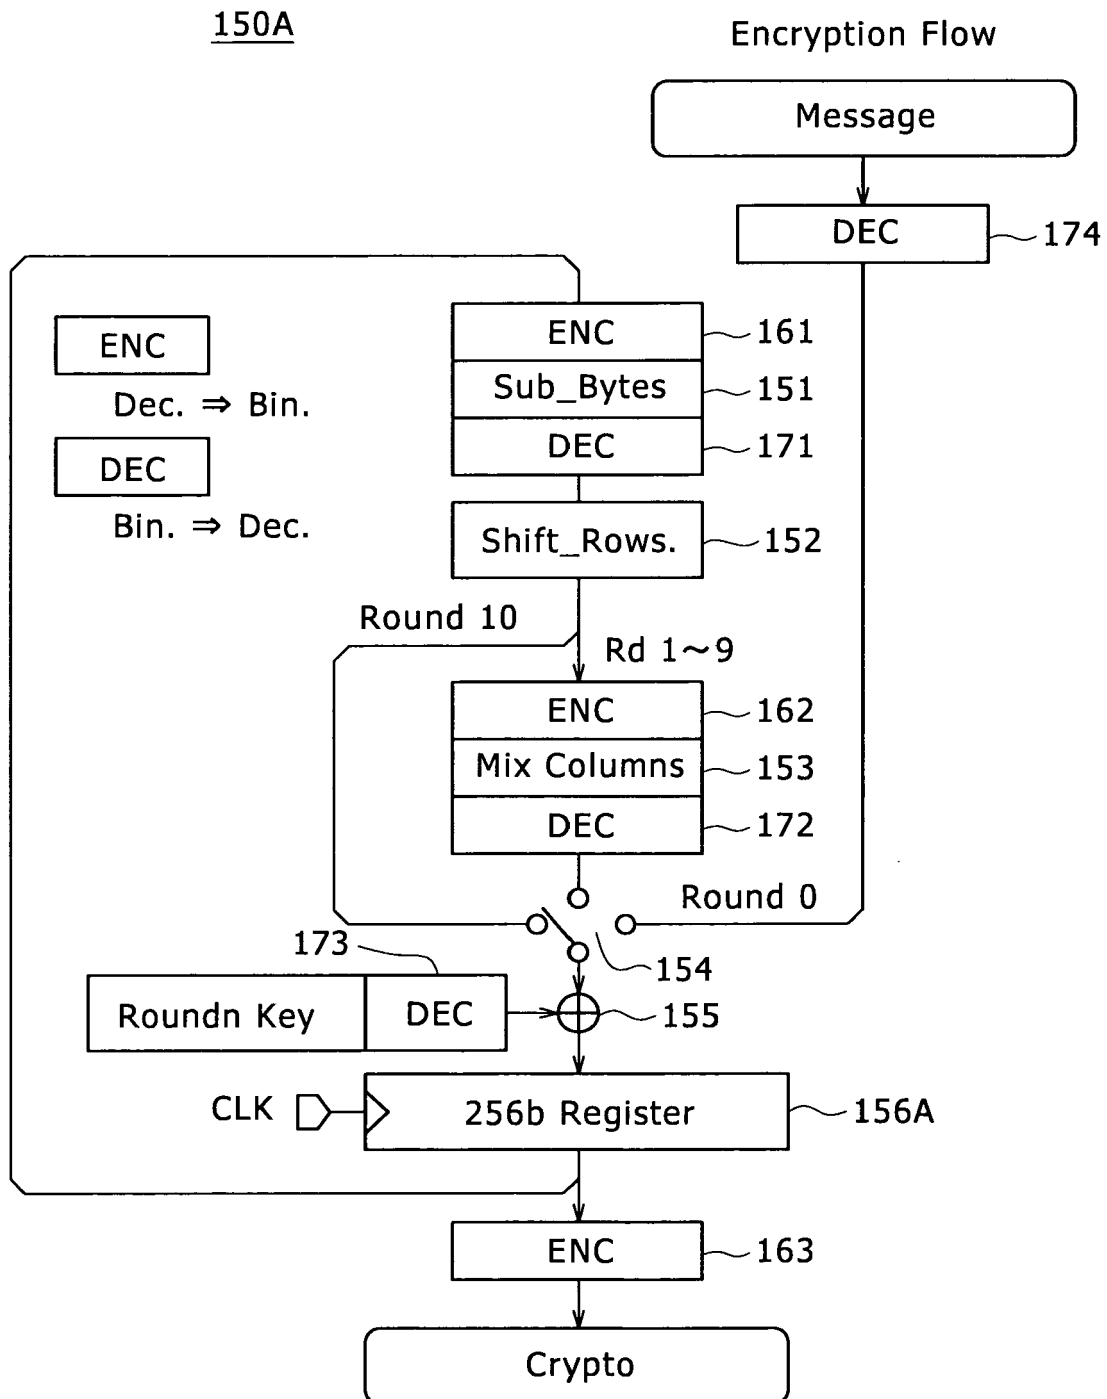 150A
Encryption Flow
Message
DEC
174
ENC
161
ENC
Sub_Bytes
151
Dec. ⇒ Bin.
DEC
171
DEC
Bin. ⇒ Dec.
Shift_Rows.
152
Round 10
Rd 1~9
ENC
162
Mix Columns
153
DEC
172
Round 0
173
154
Roundn Key
DEC
155
CLK
256b Register
156A
ENC
163
Crypto